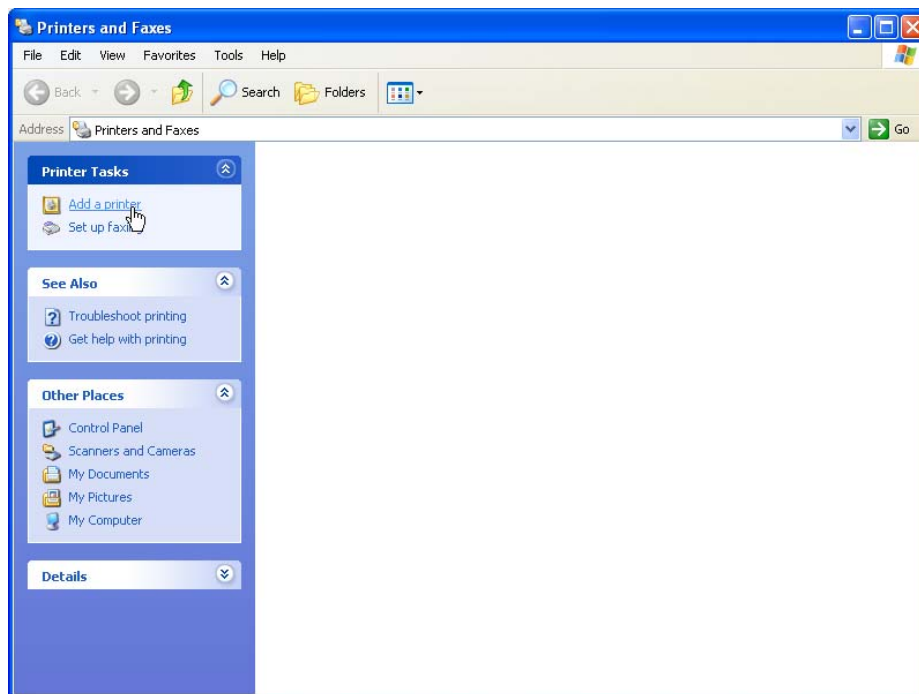 Printers and Faxes
File Edit View Favorites Tools Help
Back Search Folders
Address Printers and Faxes Go
Printer Tasks
Add a printer
Set up faxing
See Also
Troubleshoot printing
Get help with printing
Other Places
Control Panel
Scanners and Cameras
My Documents
My Pictures
My Computer
Details